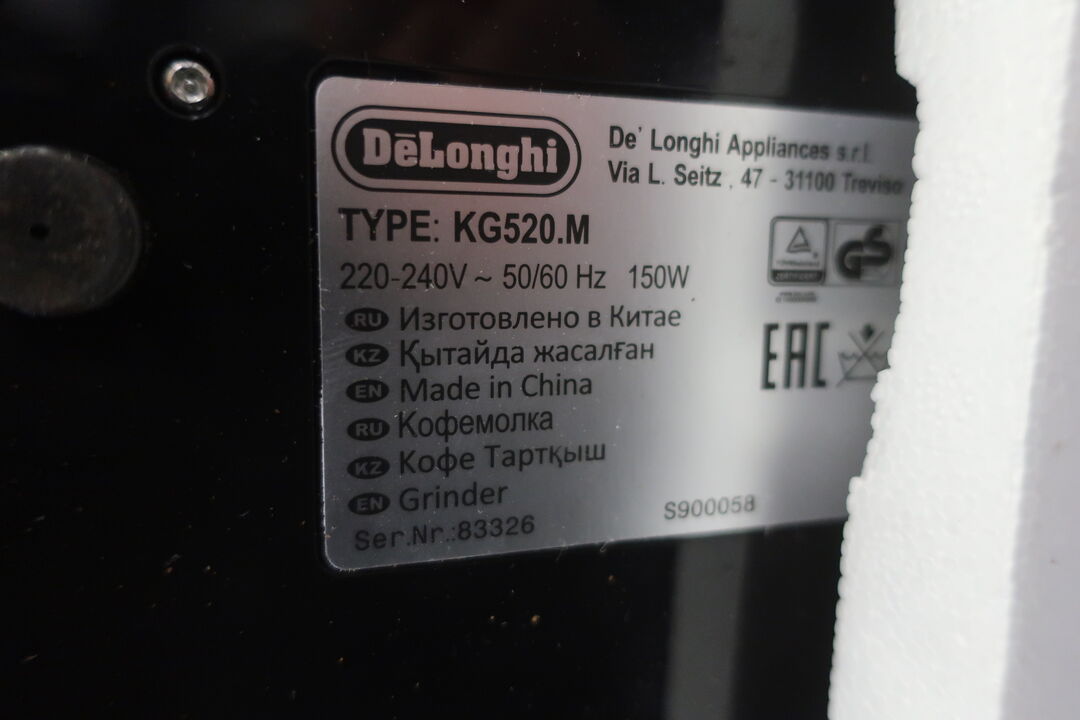 DeLonghi
De' Longhi Appliances s.r.l.
Via L. Seitz, 47 - 31100 Treviso
TYPE: KG520.M
220-240V ~ 50/60 Hz 150W
RU Изготовлено в Китае
KZ Қытайда жасалған
EN Made in China
RU Кофемолка
KZ Кофе Тартқыш
EN Grinder
Ser.Nr.:83326
S900058
GS
EAC